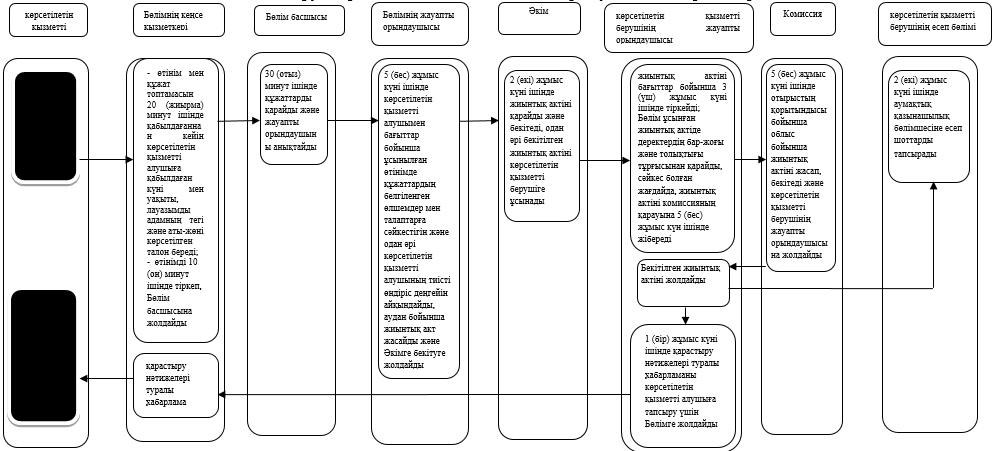 көрсетілетін
қызметті
Бөлімнің кеңсе
қызметкері
Бөлім басшысы
Бөлімнің жауапты
орындаушысы
Әкім
көрсетілетін қызметті
берушінің жауапты
орындаушысы
Комиссия
көрсетілетін қызметті
берушінің есеп бөлімі
- өтінім мен
құжат
топтамасын
20 (жиырма)
минут ішінде
қабылдағанна
н кейін
көрсетілетін
қызметті
алушыға
қабылдаған
күні мен
уақыты,
лауазымды
адамның тегі
және аты-жөні
көрсетілген
талон береді;
- өтінімді 10
(он) минут
ішінде тіркеп,
Бөлім
басшысына
жолдайды
30 (отыз)
минут ішінде
құжаттарды
қарайды және
жауапты
орындаушын
ы анықтайды
5 (бес) жұмыс
күні ішінде
көрсетілетін
қызметті
алушымен
бағыттар
бойынша
ұсынылған
өтінімде
құжаттардың
белгіленген
өлшемдер мен
талаптарға
сәйкестігін және
одан әрі
көрсетілетін
қызметті
алушының тиісті
өндіріс деңгейін
айқындайды,
аудан бойынша
жиынтық акт
жасайды және
Әкімге бекітуге
жолдайды
2 (екі) жұмыс
күні ішінде
жиынтық актіні
қарайды және
бекітеді, одан
әрі бекітілген
жиынтық актіні
көрсетілетін
қызметті
берушіге
ұсынады
жиынтық актіні
бағыттар бойынша 3
(үш) жұмыс күні
ішінде тіркейді;
Бөлім ұсынған
жиынтық актіде
деректердің бар-жоғы
және толықтығы
тұрғысынан қарайды,
сәйкес болған
жағдайда, жиынтық
актіні комиссияның
қарауына 5 (бес)
жұмыс күн ішінде
жібереді
5 (бес) жұмыс
күні ішінде
отырыстың
қорытындысы
бойынша
облыс
бойынша
жиынтық
актіні жасап,
бекітеді және
көрсетілетін
қызметті
берушінің
жауапты
орындаушысы
на жолдайды
2 (екі) жұмыс
күні ішінде
аумақтық
қазынашылық
бөлімшесіне есеп
шоттарды
тапсырады
Бекітілген жиынтық
актіні жолдайды
1 (бір) жұмыс күні
ішінде қарастыру
нәтижелері туралы
хабарламаны
көрсетілетін
қызметті алушыға
тапсыру үшін
Бөлімге жолдайды
қарастыру
нәтижелері
туралы
хабарлама